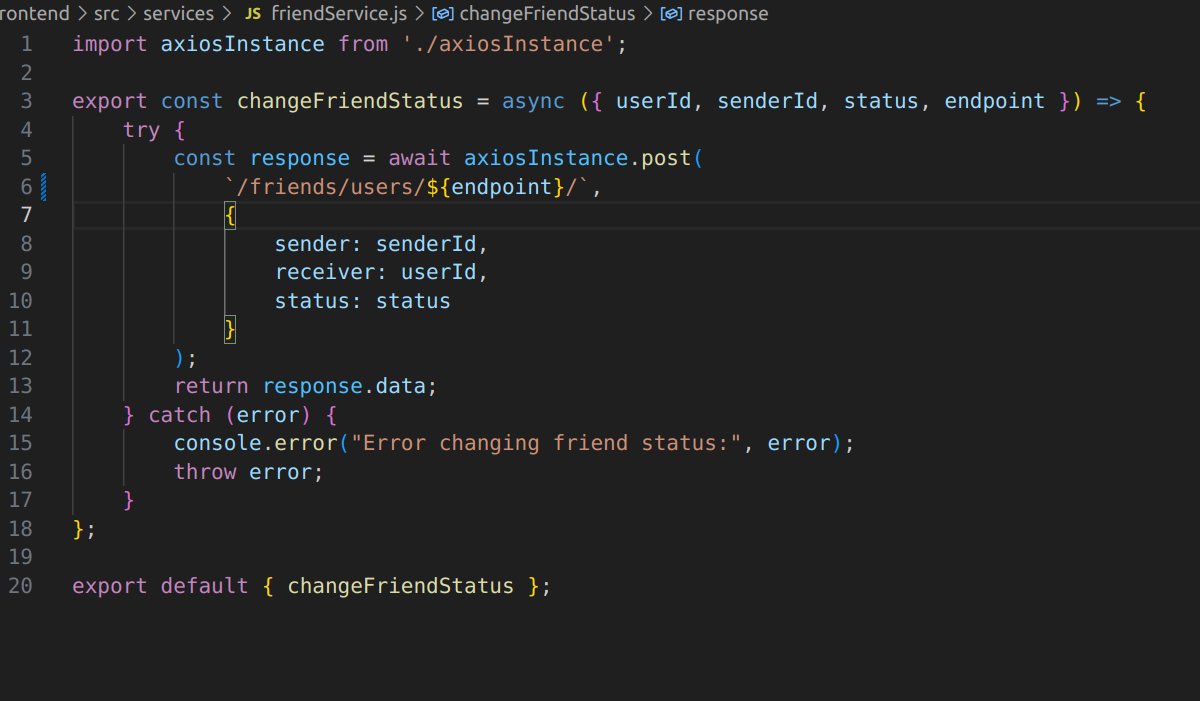 rontend > src > services > JS friendService.js > changeFriendStatus > response
1 import axiosInstance from './axiosInstance';
2
3 export const changeFriendStatus = async ({ userId, senderId, status, endpoint }) => {
4 try {
5 const response = await axiosInstance.post(
6 `/friends/users/${endpoint}/`,
7 {
8 sender: senderId,
9 receiver: userId,
10 status: status
11 }
12 );
13 return response.data;
14 } catch (error) {
15 console.error("Error changing friend status:", error);
16 throw error;
17 }
18 };
19
20 export default { changeFriendStatus };